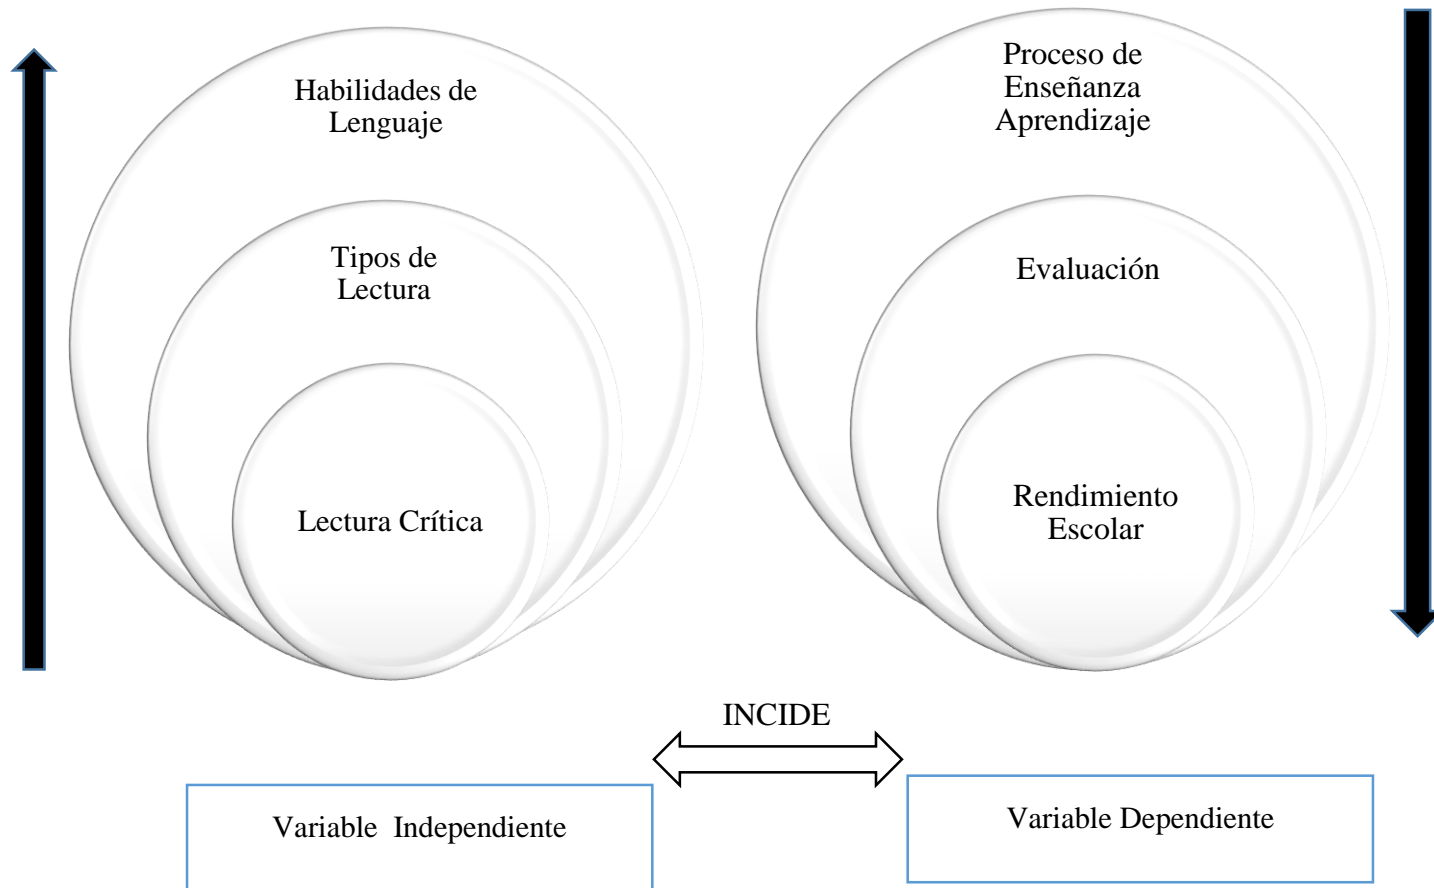 Habilidades de
Lenguaje
Tipos de
Lectura
Lectura Crítica
Proceso de
Enseñanza
Aprendizaje
Evaluación
Rendimiento
Escolar
INCIDE
Variable  Independiente
Variable Dependiente